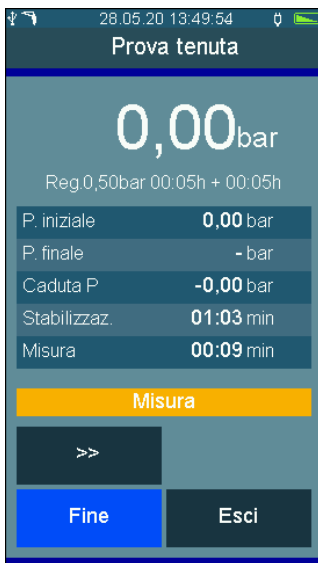 28.05.20 13:49:54
Prova tenuta
0,00bar
Reg.0,50bar 00:05h + 00:05h
P. iniziale 0,00 bar
P. finale - bar
Caduta P -0,00 bar
Stabilizzaz. 01:03 min
Misura 00:09 min
Misura
>>
Fine Esci